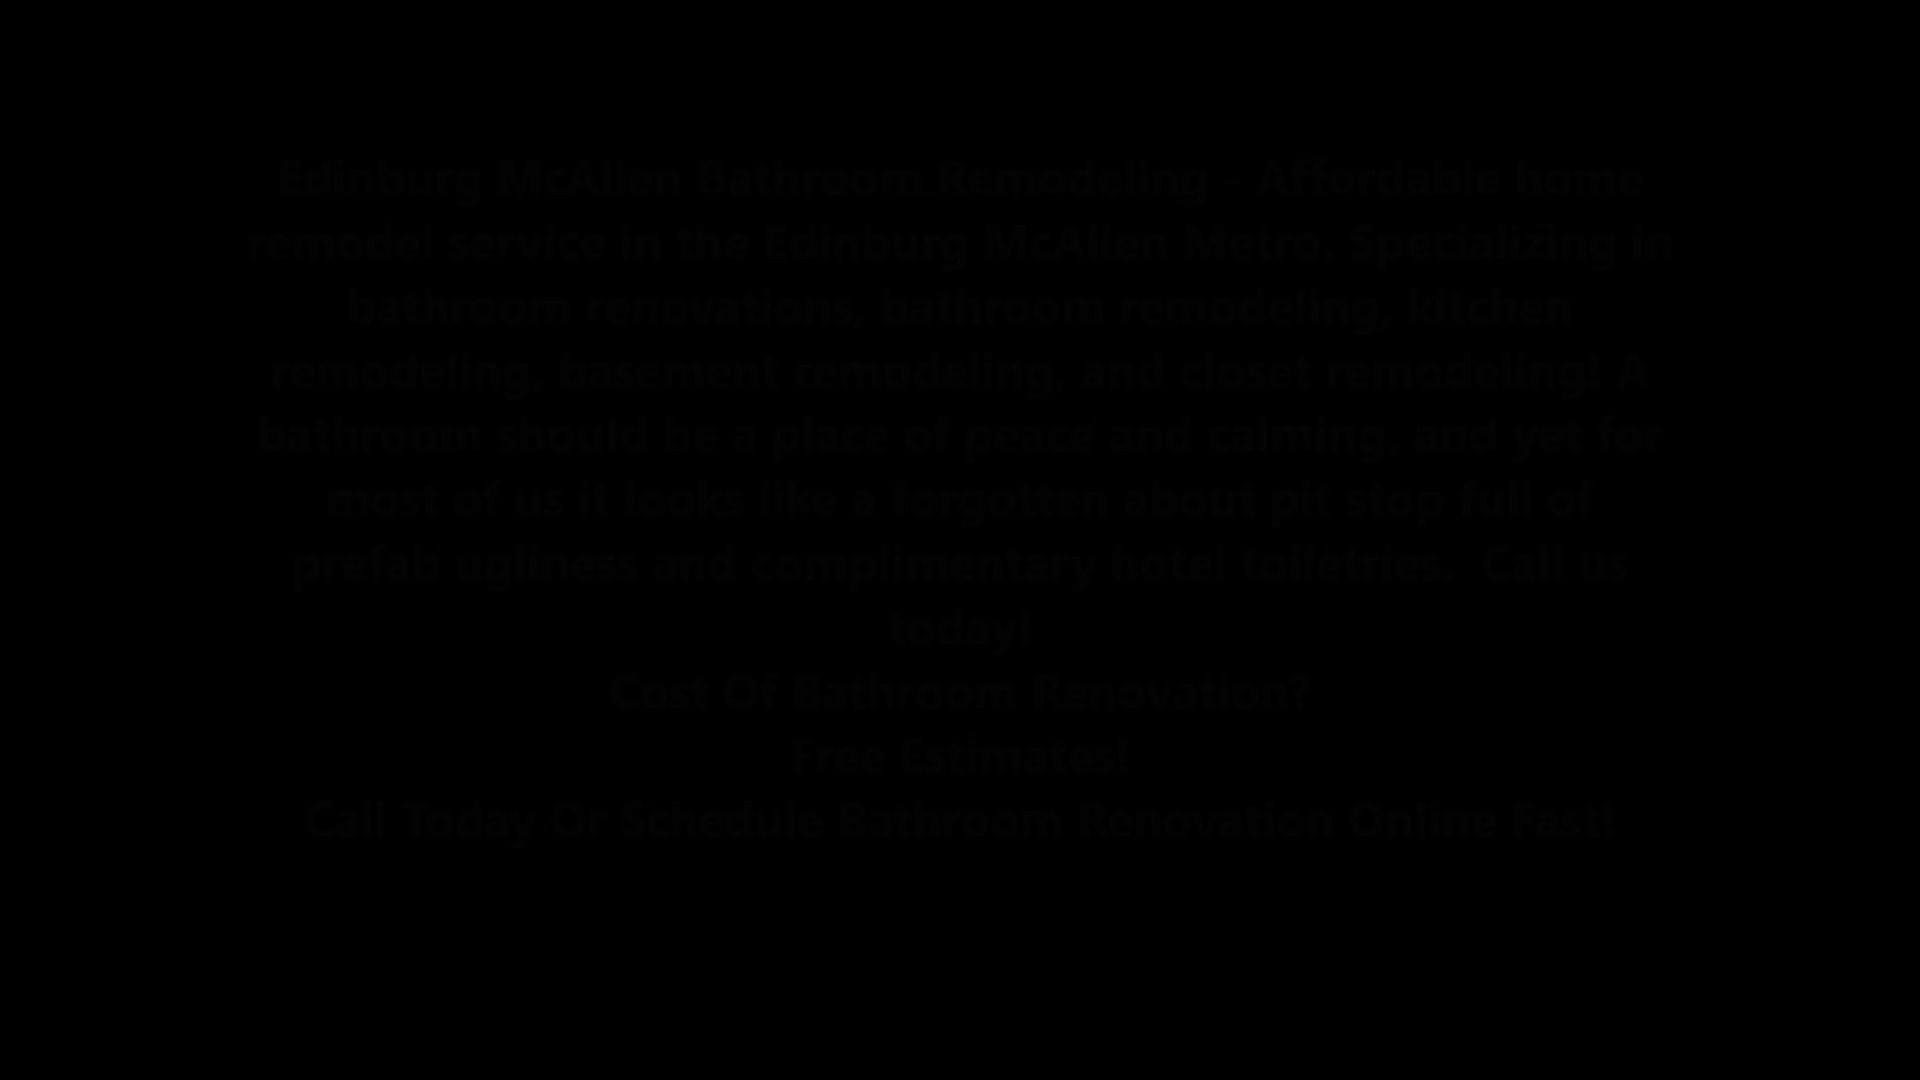 Edinburg McAllen Bathroom Remodeling - Affordable home
remodel service in the Edinburg McAllen Metro. Specializing in
bathroom renovations, bathroom remodeling, kitchen
remodeling, basement remodeling, and closet remodeling! A
bathroom should be a place of peace and calming, and yet for
most of us it looks like a forgotten about pit stop full of
prefab ugliness and complimentary hotel toiletries.  Call us
today!
Cost Of Bathroom Renovation?
Free Estimates!
Call Today Or Schedule Bathroom Renovation Online Fast!